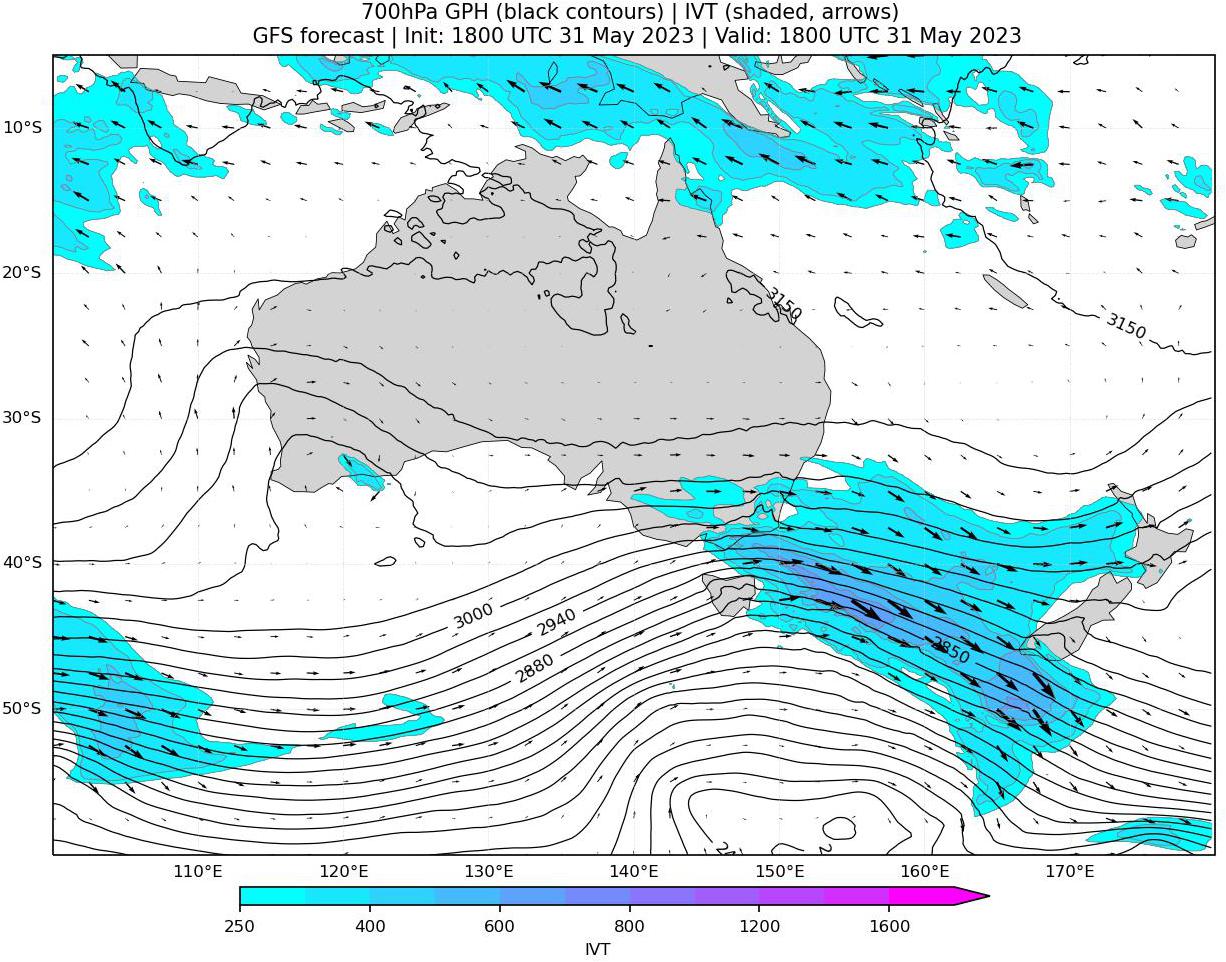 700hPa GPH (black contours) | IVT (shaded, arrows)
GFS forecast | Init: 1800 UTC 31 May 2023 | Valid: 1800 UTC 31 May 2023
10°S
20°S
3150
3150
30°S
40°S
3000
2940
2850
2880
50°S
110°E 120°E 130°E 140°E 150°E 160°E 170°E
250 400 600 800 1200 1600
IVT